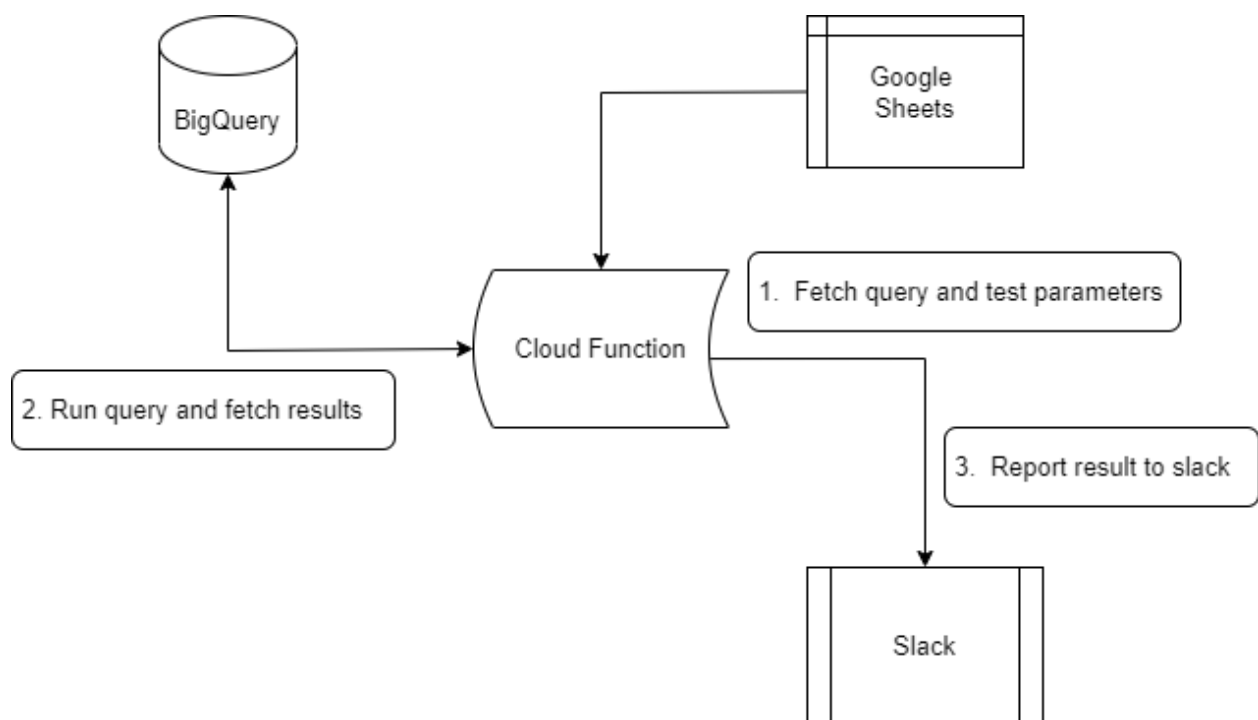 BigQuery
Google
Sheets
1. Fetch query and test parameters
Cloud Function
2. Run query and fetch results
3. Report result to slack
Slack